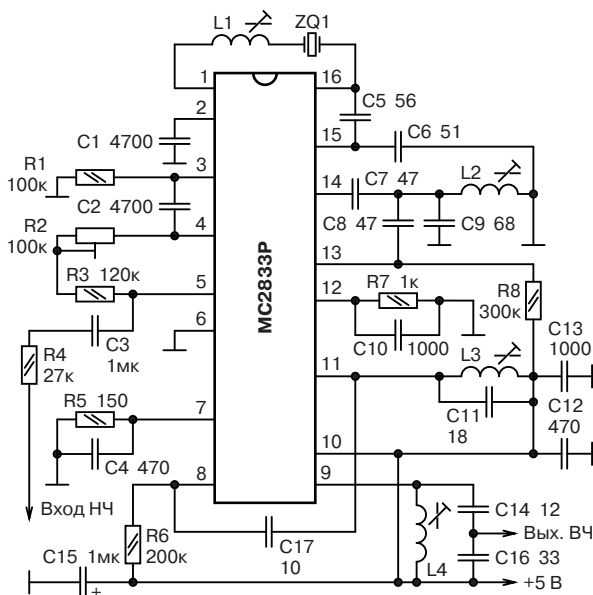 L1
ZQ1
1
16
2
C5 56
C1 4700
15
C6 51
R1
100к
3
14
C7 47
L2
C2 4700
C8
47
C9 68
R2
100к
4
13
R3 120к
5
12
R7 1к
R8
300к
MC2833P
6
C10
1000
C13
1000
R4
27к
C3
1мк
11
L3
R5 150
7
C11
18
C12
470
C4 470
10
8
9
Вход НЧ
R6
200к
C14 12
Вых. ВЧ
C15
1мк
+
C17
10
L4
C16 33
+5 В